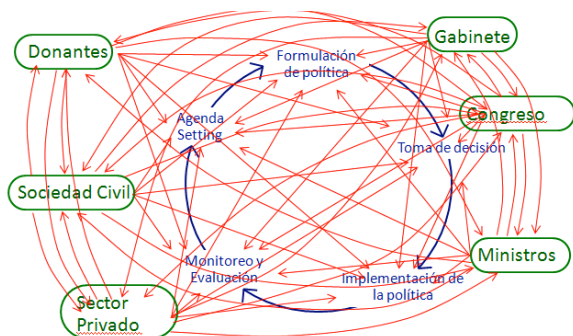 Donantes
Gabinete
Formulación
de política
Agenda
Setting
Congreso
Toma de decisión
Sociedad Civil
Monitoreo y
Evaluación
Implementación de
la política
Ministros
Sector
Privado